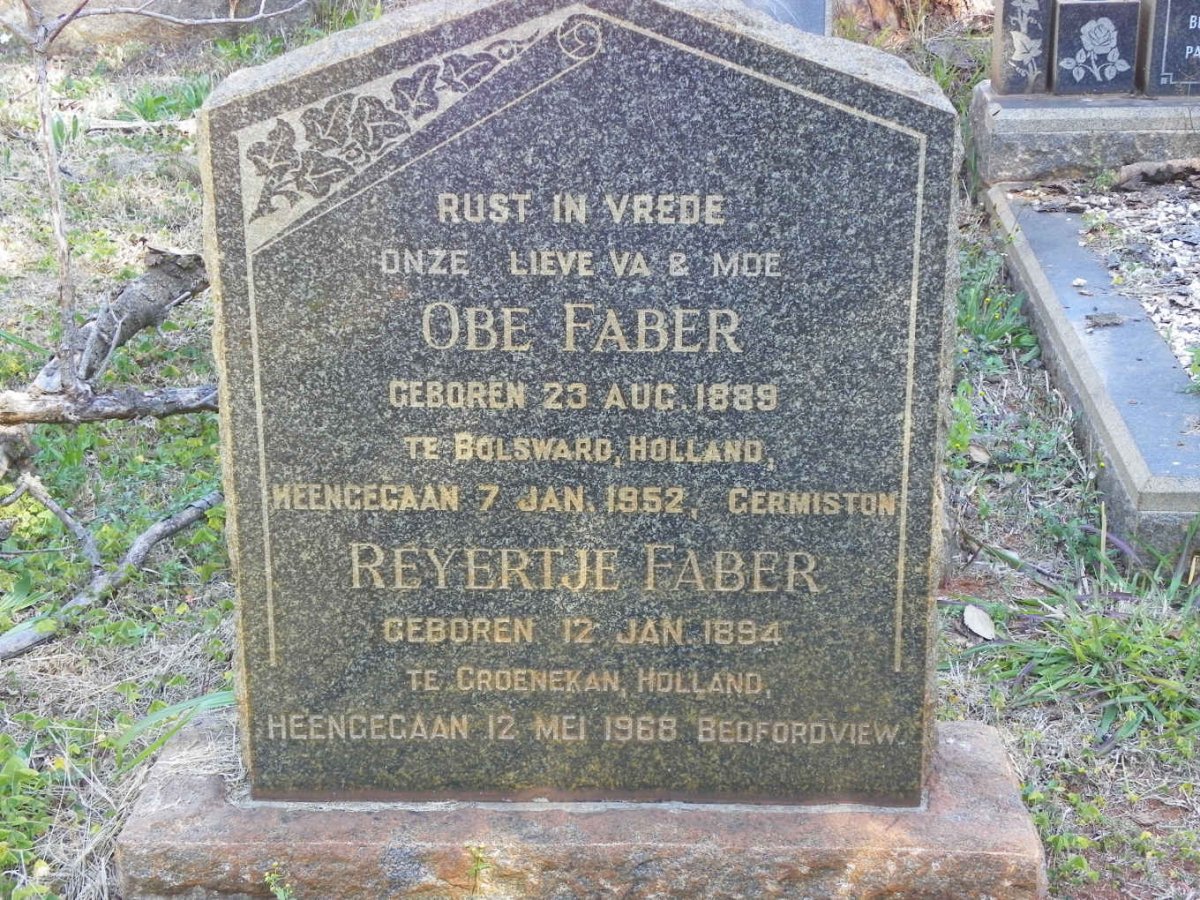 RUST IN VREDE
ONZE LIEVE VA & MOE
OBE FABER
GEBOREN 23 AUG. 1889
TE BOLSWARD, HOLLAND,
HEENGEGAAN 7 JAN. 1952, GERMISTON
REYERTJE FABER
GEBOREN 12 JAN. 1894
TE GROENEKAN, HOLLAND,
HEENGEGAAN 12 MEI 1968 BEDFORDVIEW.